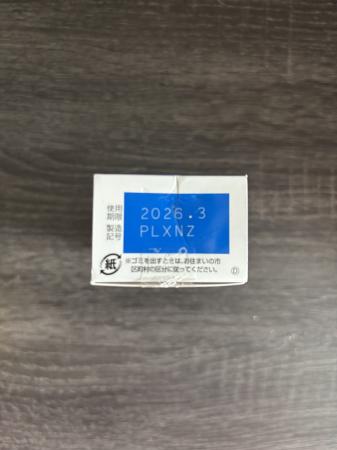 使用
期限 2026.3
製造
記号 PLXNZ
紙
※ゴミを出すときは、お住まいの市
区町村の区分に従ってください。
D